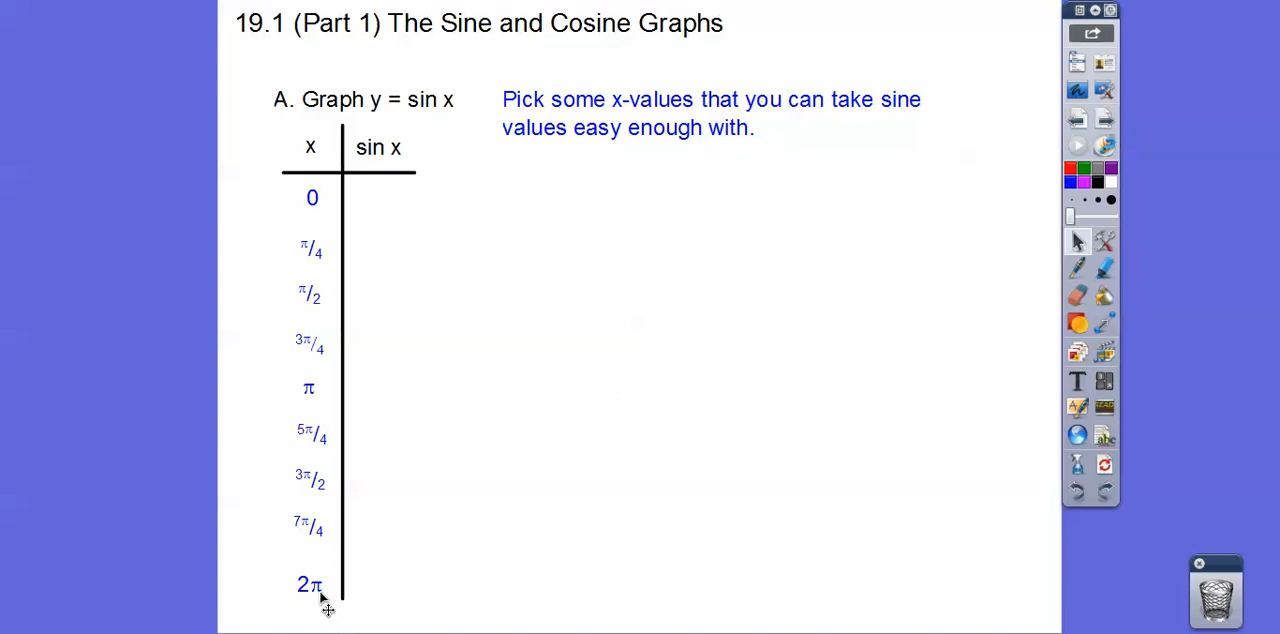 19.1 (Part 1) The Sine and Cosine Graphs
A. Graph y = sin x
Pick some x-values that you can take sine
values easy enough with.
x sin x
0
π/4
π/2
3π/4
π
5π/4
3π/2
7π/4
2π